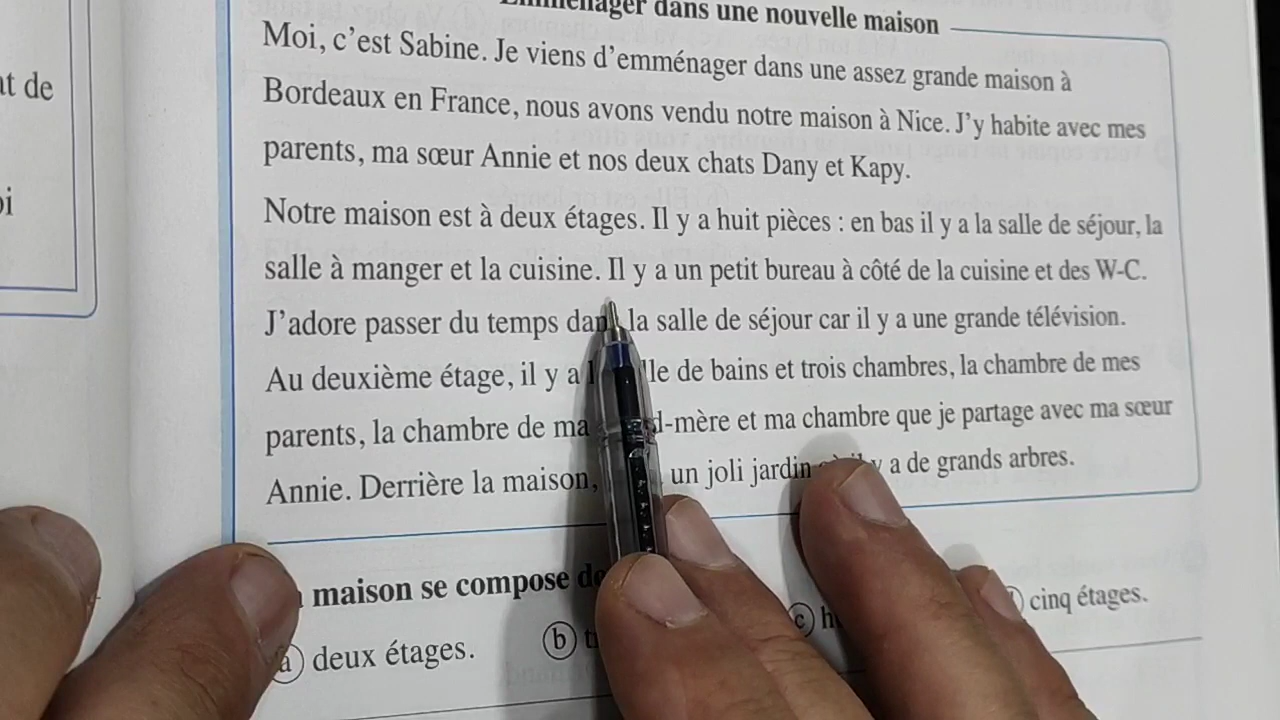 dans une nouvelle maison
Moi, c'est Sabine. Je viens d'emménager dans une assez grande maison à
Bordeaux en France, nous avons vendu notre maison à Nice. J'y habite avec mes
parents, ma sœur Annie et nos deux chats Dany et Kapy.
Notre maison est à deux étages. Il y a huit pièces : en bas il y a la salle de séjour, la
salle à manger et la cuisine. Il y a un petit bureau à côté de la cuisine et des W-C.
J'adore passer du temps la salle de séjour car il y a une grande télévision.
Au deuxième étage, il y a de bains et trois chambres, la chambre de mes
parents, la chambre de ma et ma chambre que je partage avec ma sœur
Annie. Derrière la maison, un joli jardin y a de grands arbres.
maison se compose
ⓐ deux étages. ⓑ ⓒ cinq étages.